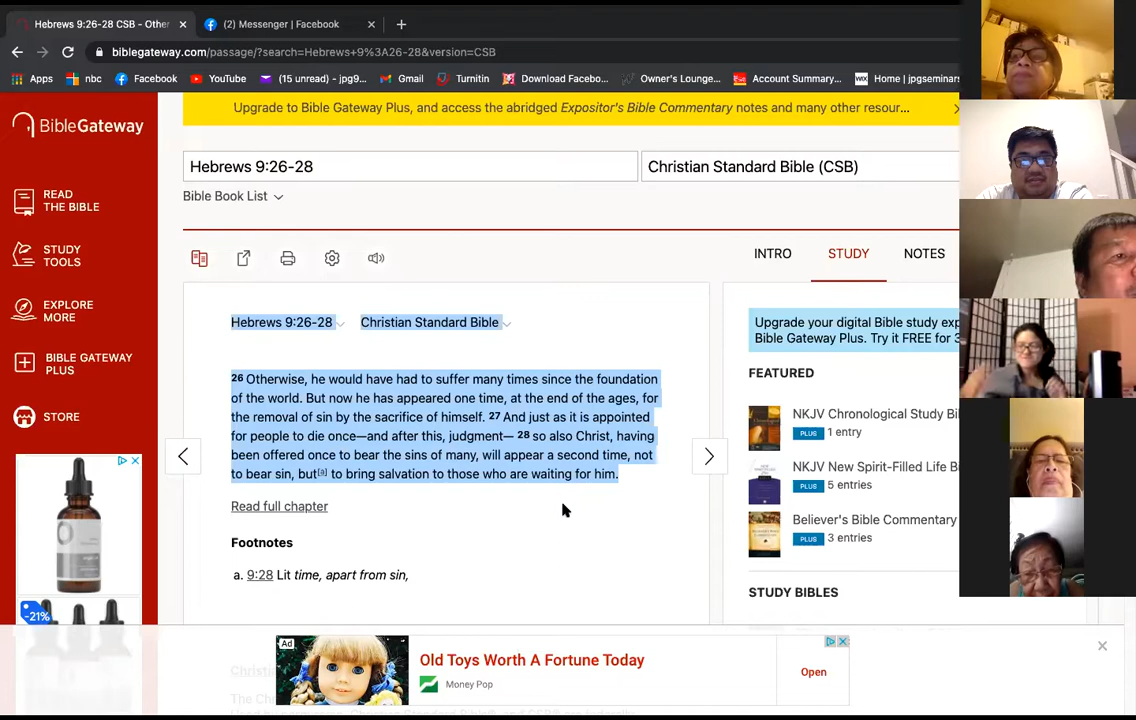 Hebrews 9:26-28 CSB - Othe
(2) Messenger | Facebook
biblegateway.com/passage/?search=Hebrews+9%3A26-28&version=CSB
Apps
nbc
Facebook
YouTube
(15 unread) - jpg9...
Gmail
Turnitin
Download Facebo...
Owner's Lounge...
Account Summary...
WIX
Home | jpgseminars
BibleGateway
Upgrade to Bible Gateway Plus, and access the abridged Expositor's Bible Commentary notes and many other resour...
Hebrews 9:26-28
Christian Standard Bible (CSB)
Bible Book List
READ
THE BIBLE
STUDY
TOOLS
EXPLORE
MORE
BIBLE GATEWAY
PLUS
STORE
INTRO
STUDY
NOTES
Hebrews 9:26-28
Christian Standard Bible
26 Otherwise, he would have had to suffer many times since the foundation
of the world. But now he has appeared one time, at the end of the ages, for
the removal of sin by the sacrifice of himself. 27 And just as it is appointed
for people to die once—and after this, judgment— 28 so also Christ, having
been offered once to bear the sins of many, will appear a second time, not
to bear sin, but[a] to bring salvation to those who are waiting for him.
Read full chapter
Footnotes
a. 9:28 Lit time, apart from sin,
Upgrade your digital Bible study exp
Bible Gateway Plus. Try it FREE for 3
FEATURED
NKJV Chronological Study Bi
PLUS 1 entry
NKJV New Spirit-Filled Life B
PLUS 5 entries
Believer's Bible Commentary
PLUS 3 entries
STUDY BIBLES
-21%
Ad
Old Toys Worth A Fortune Today
Money Pop
Open